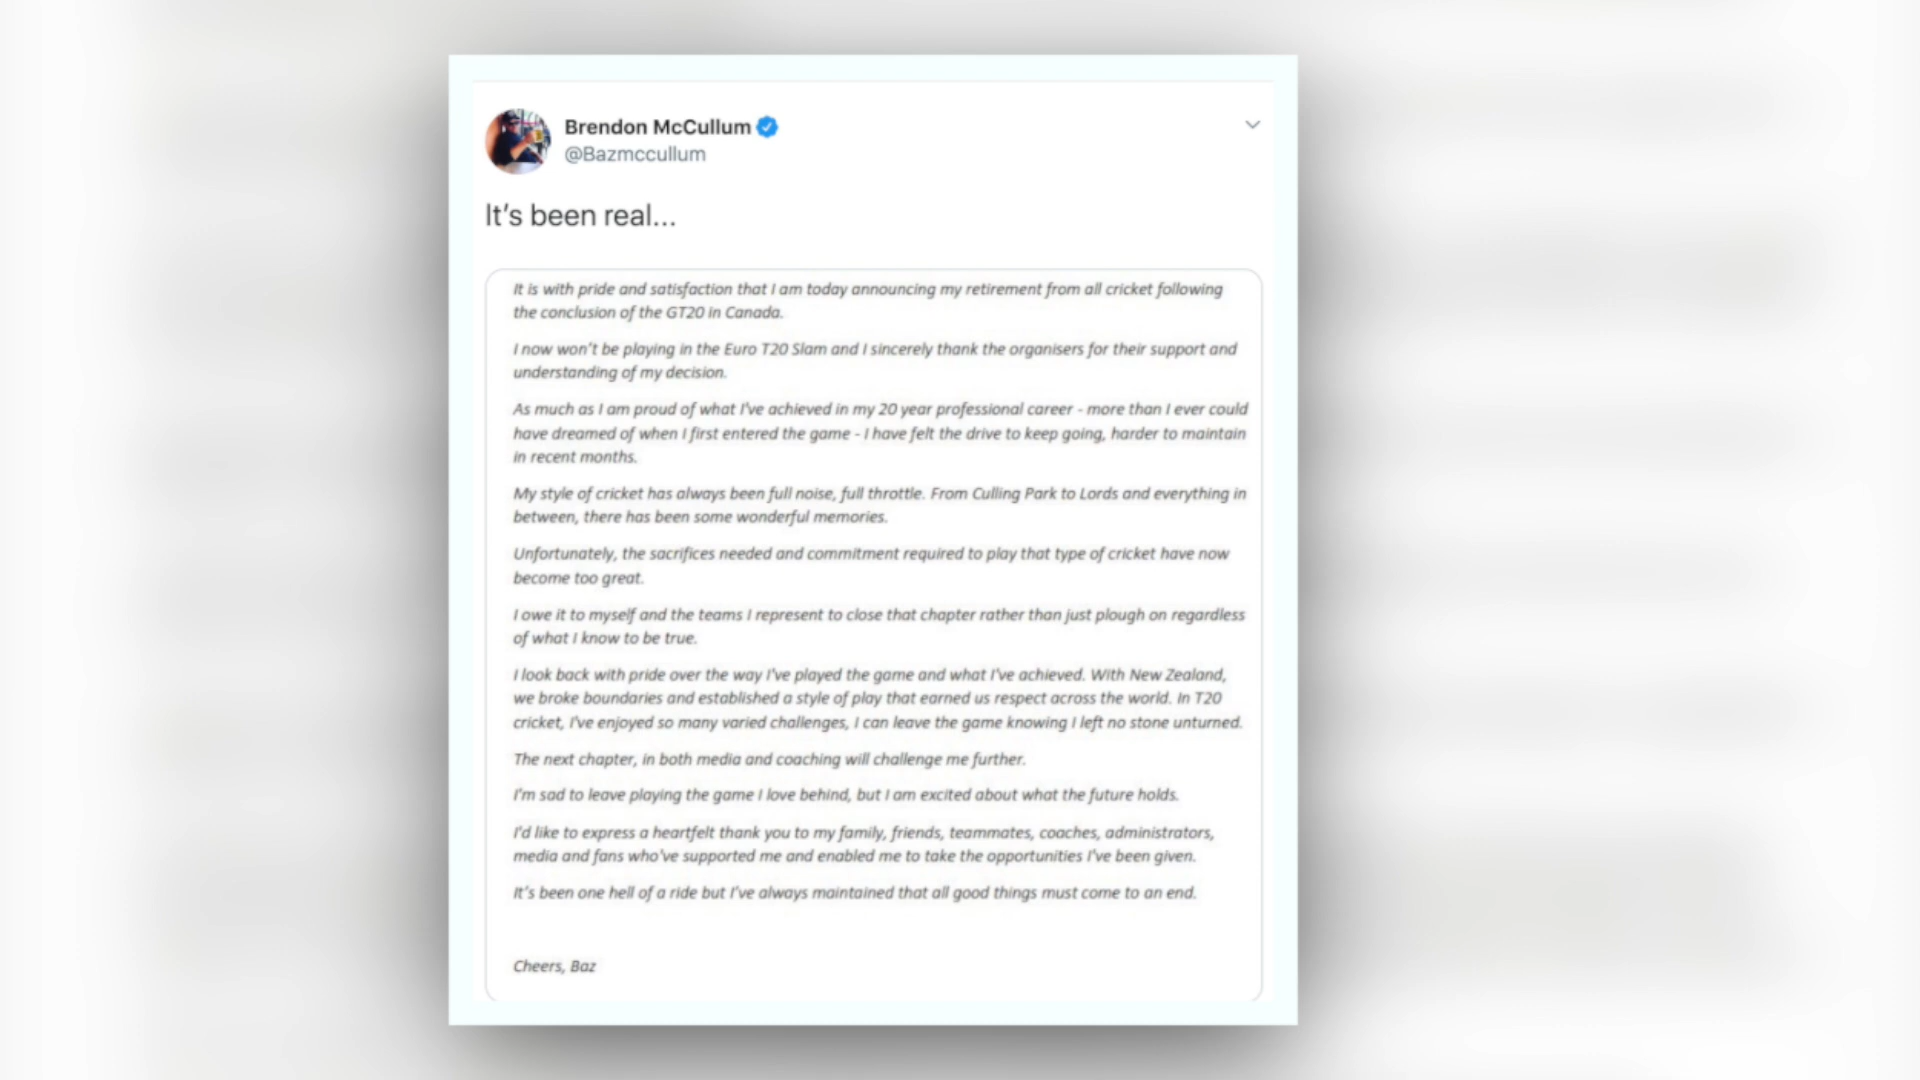 Brendon McCullum
@Bazmccullum
It's been real...
It is with pride and satisfaction that I am today announcing my retirement from all cricket following
the conclusion of the GT20 in Canada.
I now won't be playing in the Euro T20 Slam and I sincerely thank the organisers for their support and
understanding of my decision.
As much as I am proud of what I've achieved in my 20 year professional career - more than I ever could
have dreamed of when I first entered the game - I have felt the drive to keep going, harder to maintain
in recent months.
My style of cricket has always been full noise, full throttle. From Culling Park to Lords and everything in
between, there has been some wonderful memories.
Unfortunately, the sacrifices needed and commitment required to play that type of cricket have now
become too great.
I owe it to myself and the teams I represent to close that chapter rather than just plough on regardless
of what I know to be true.
I look back with pride over the way I've played the game and what I've achieved. With New Zealand,
we broke boundaries and established a style of play that earned us respect across the world. In T20
cricket, I've enjoyed so many varied challenges, I can leave the game knowing I left no stone unturned.
The next chapter, in both media and coaching will challenge me further.
I'm sad to leave playing the game I love behind, but I am excited about what the future holds.
I'd like to express a heartfelt thank you to my family, friends, teammates, coaches, administrators,
media and fans who've supported me and enabled me to take the opportunities I've been given.
It's been one hell of a ride but I've always maintained that all good things must come to an end.
Cheers, Baz